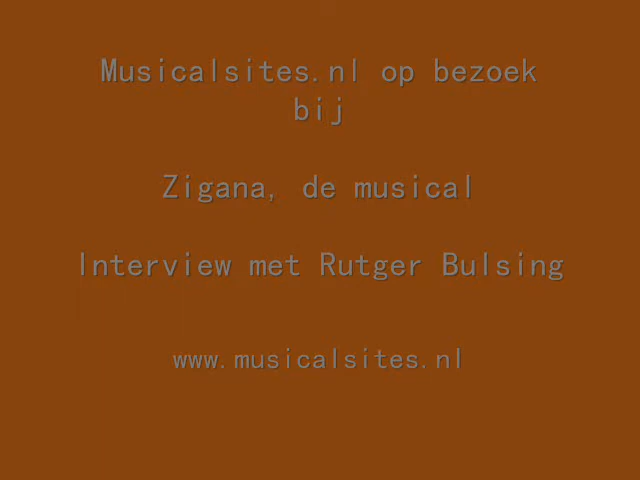 Musicalsites.nl op bezoek
bij
Zigana, de musical
Interview met Rutger Bulsing
www.musicalsites.nl